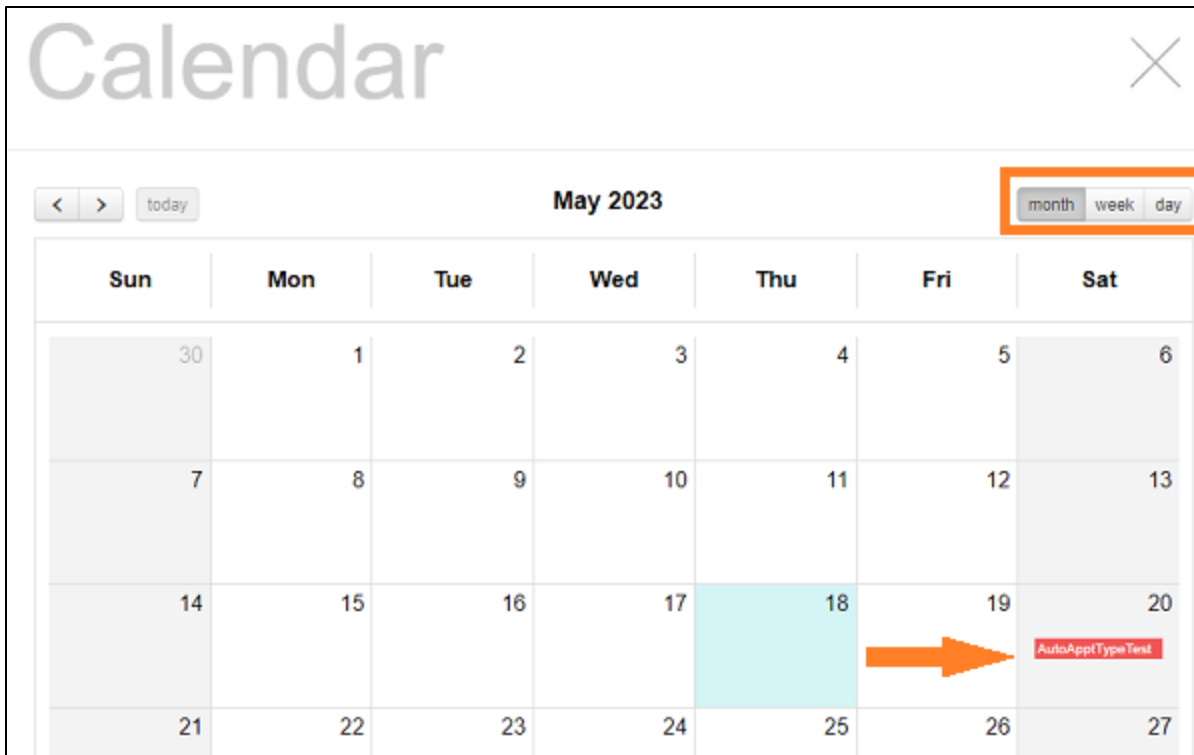 Calendar
< > today May 2023 month week day
Sun Mon Tue Wed Thu Fri Sat
30 1 2 3 4 5 6
7 8 9 10 11 12 13
14 15 16 17 18 19 20
AutoApptTypeTest
21 22 23 24 25 26 27